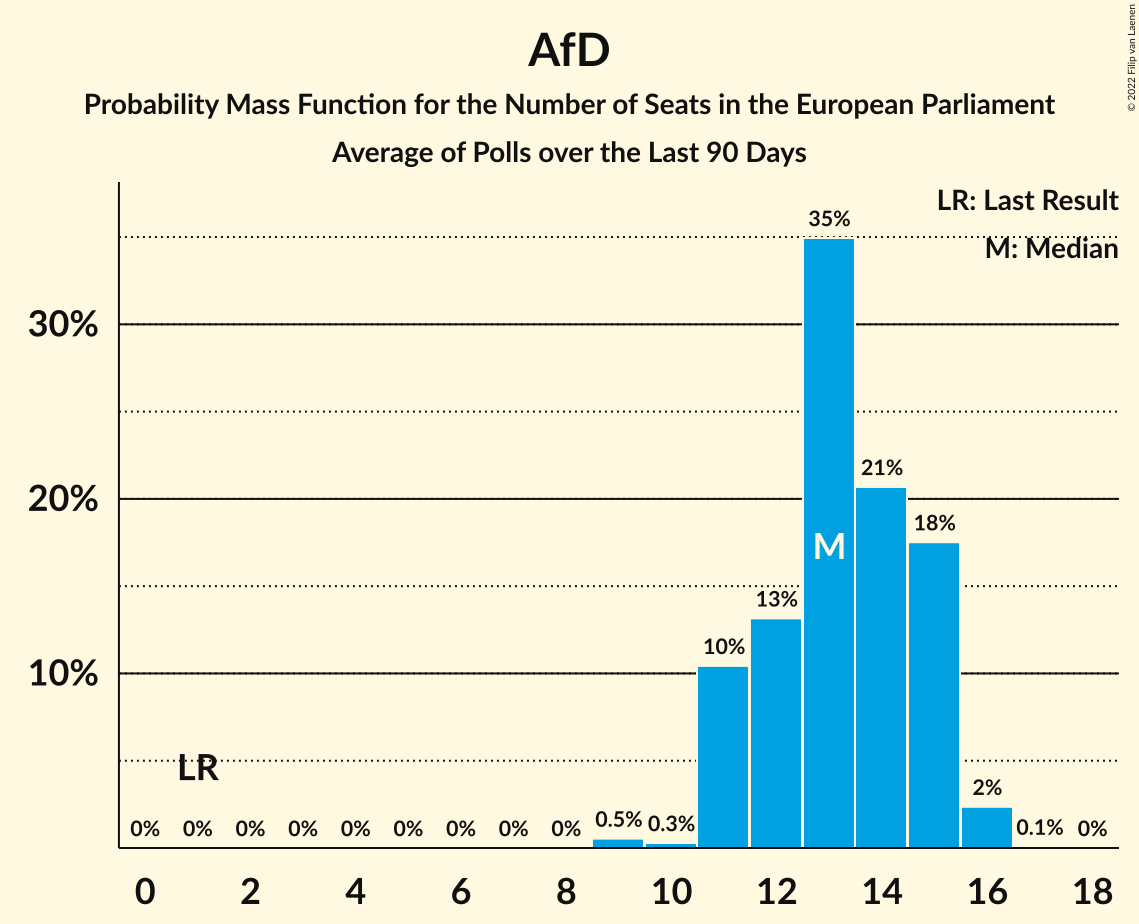 AfD
Probability Mass Function for the Number of Seats in the European Parliament
Average of Polls over the Last 90 Days
© 2022 Filip van Laenen
LR: Last Result
M: Median
35%
30%
21%
20%
18%
M
13%
10%
10%
LR
2%
0% 0% 0% 0% 0% 0% 0% 0% 0% 0.5% 0.3% 0.1% 0%
0 2 4 6 8 10 12 14 16 18